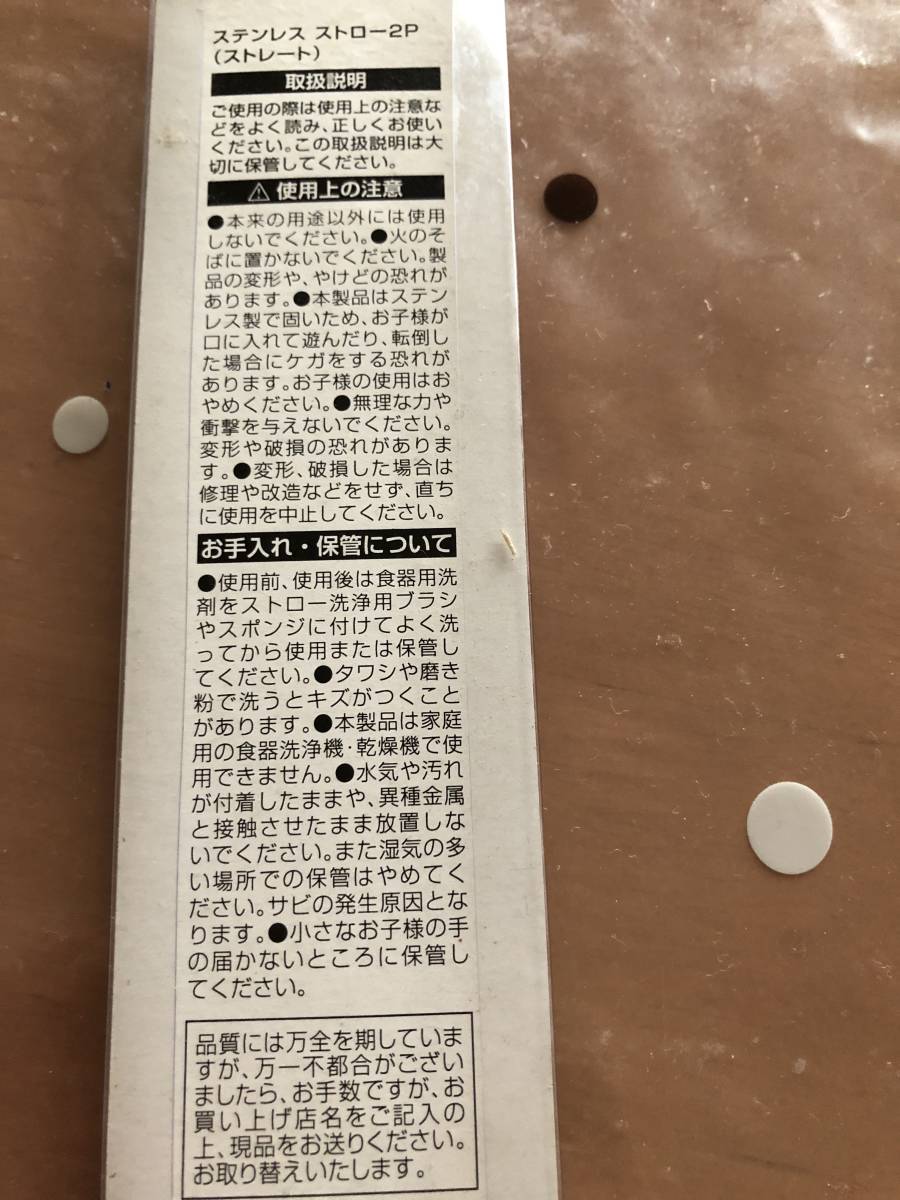 ステンレス ストロー2P
（ストレート）
取扱説明
ご使用の際は使用上の注意な
どをよく読み、正しくお使い
ください。この取扱説明は大
切に保管してください。
⚠ 使用上の注意
●本来の用途以外には使用
しないでください。●火のそ
ばに置かないでください。製
品の変形や、やけどの恐れが
あります。●本製品はステン
レス製で固いため、お子様が
口に入れて遊んだり、転倒し
た場合にケガをする恐れが
あります。お子様の使用はお
やめください。●無理な力や
衝撃を与えないでください。
変形や破損の恐れがありま
す。●変形、破損した場合は
修理や改造などをせず、直ち
に使用を中止してください。
お手入れ・保管について
●使用前、使用後は食器用洗
剤をストロー洗浄用ブラシ
やスポンジに付けてよく洗
ってから使用または保管し
てください。●タワシや磨き
粉で洗うとキズがつくこと
があります。●本製品は家庭
用の食器洗浄機・乾燥機で使
用できません。●水気や汚れ
が付着したままや、異種金属
と接触させたまま放置しな
いでください。また湿気の多
い場所での保管はやめてく
ださい。サビの発生原因とな
ります。●小さなお子様の手
の届かないところに保管し
てください。
品質には万全を期していま
すが、万一不都合がござい
ましたら、お手数ですが、お
買い上げ店名をご記入の
上、現品をお送りください。
お取り替えいたします。